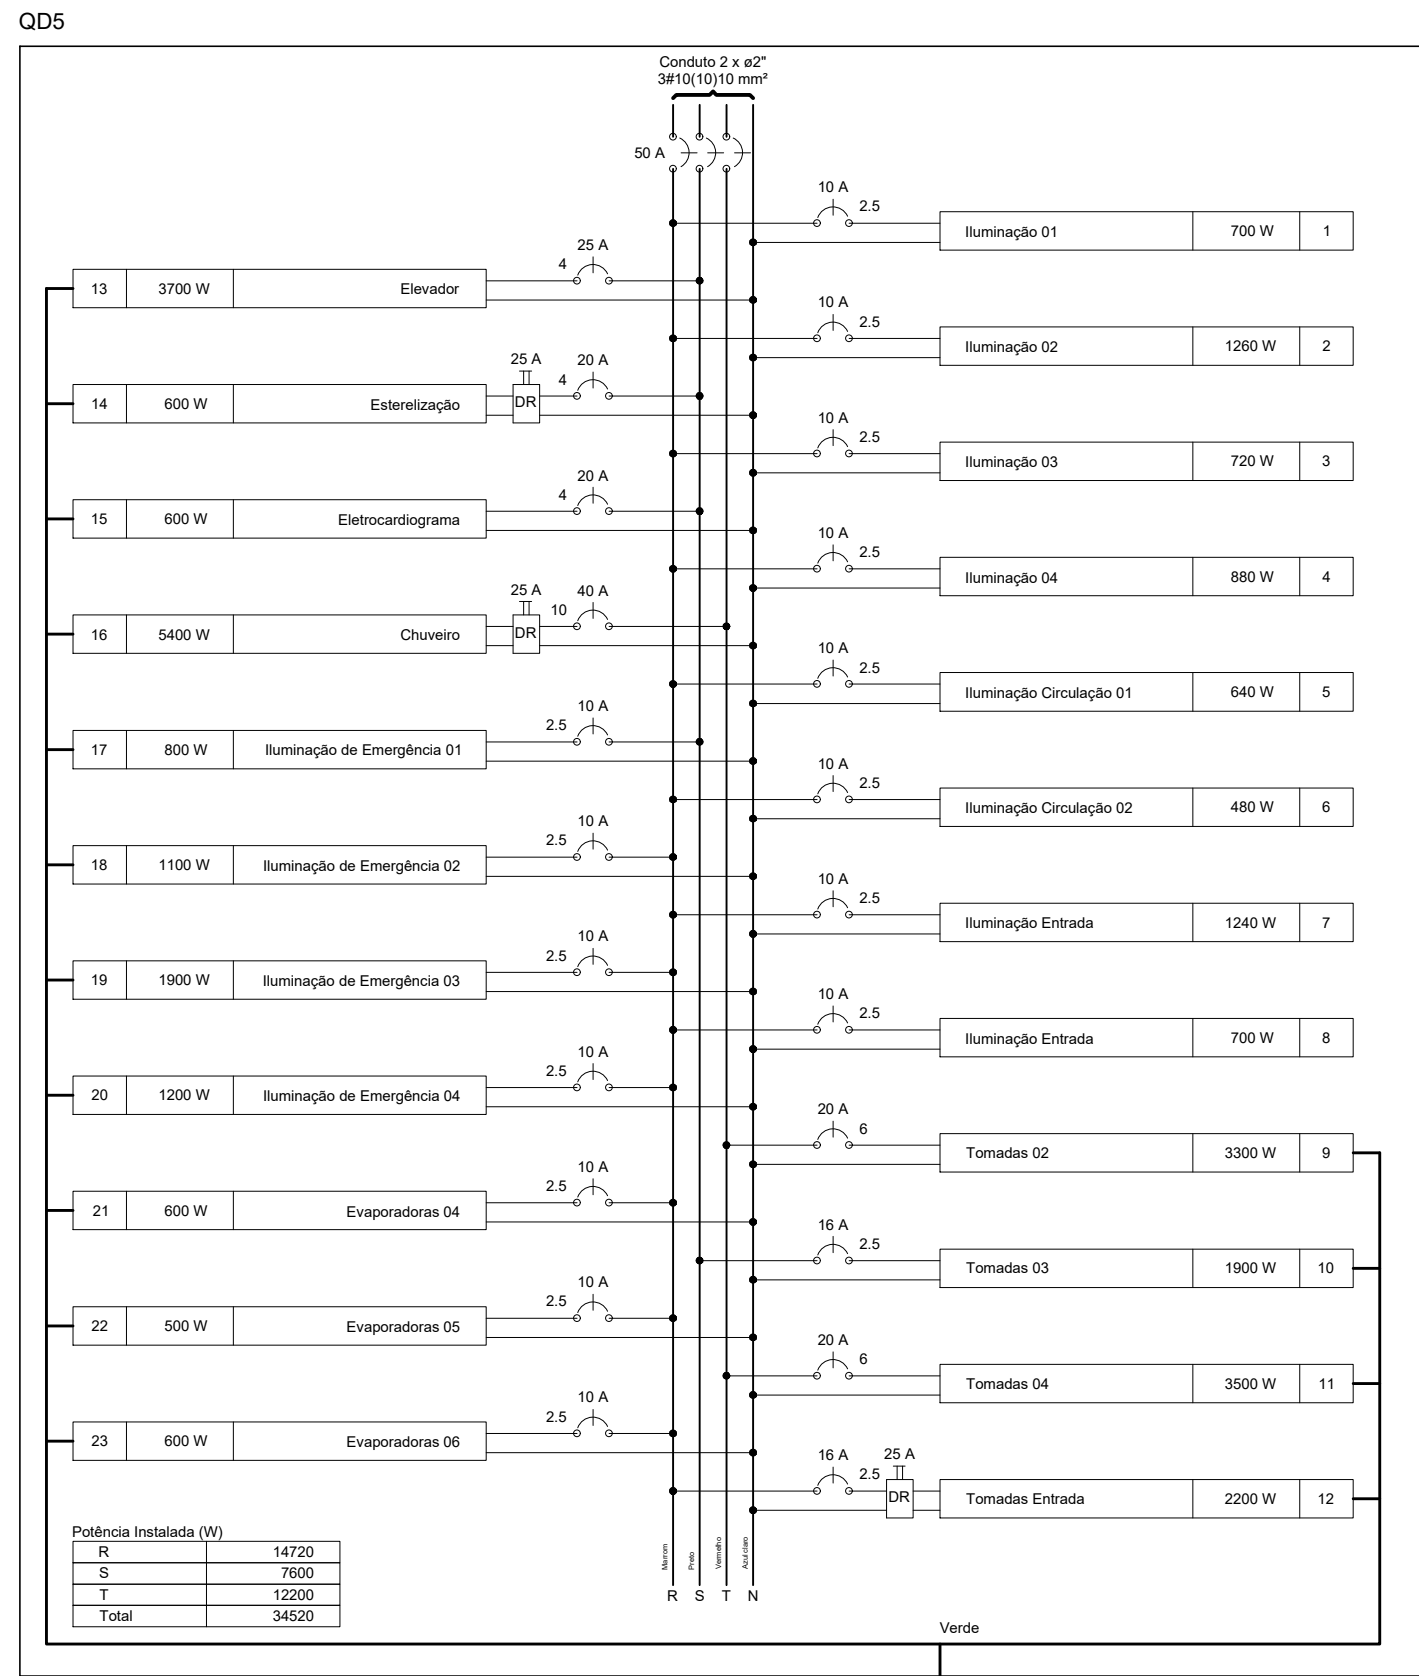 QD5
Conduto 2 x ø2"
3#10(10)10 mm²
50 A
10 A
2.5
Iluminação 01 700 W 1
25 A
4
13 3700 W Elevador
10 A
2.5
Iluminação 02 1260 W 2
25 A 20 A
4
14 600 W Esterelização DR
10 A
2.5
Iluminação 03 720 W 3
20 A
4
15 600 W Eletrocardiograma
10 A
2.5
Iluminação 04 880 W 4
25 A 40 A
10
16 5400 W Chuveiro DR
10 A
2.5
Iluminação Circulação 01 640 W 5
10 A
2.5
17 800 W Iluminação de Emergência 01
10 A
2.5
Iluminação Circulação 02 480 W 6
10 A
2.5
18 1100 W Iluminação de Emergência 02
10 A
2.5
Iluminação Entrada 1240 W 7
10 A
2.5
19 1900 W Iluminação de Emergência 03
10 A
2.5
Iluminação Entrada 700 W 8
10 A
2.5
20 1200 W Iluminação de Emergência 04
20 A
6
Tomadas 02 3300 W 9
10 A
2.5
21 600 W Evaporadoras 04
16 A
2.5
Tomadas 03 1900 W 10
10 A
2.5
22 500 W Evaporadoras 05
20 A
6
Tomadas 04 3500 W 11
10 A
2.5
23 600 W Evaporadoras 06
16 A 25 A
2.5
DR Tomadas Entrada 2200 W 12
Potência Instalada (W)
R 14720
S 7600
T 12200
Total 34520
Marrom
Preto
Vermelho
Azul claro
R S T N
Verde